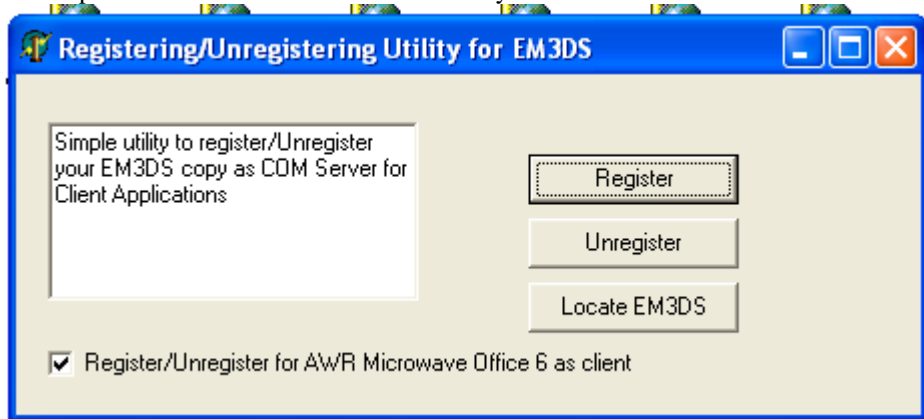 Registering/Unregistering Utility for EM3DS
Simple utility to register/Unregister
your EM3DS copy as COM Server for
Client Applications
Register
Unregister
Locate EM3DS
Register/Unregister for AWR Microwave Office 6 as client